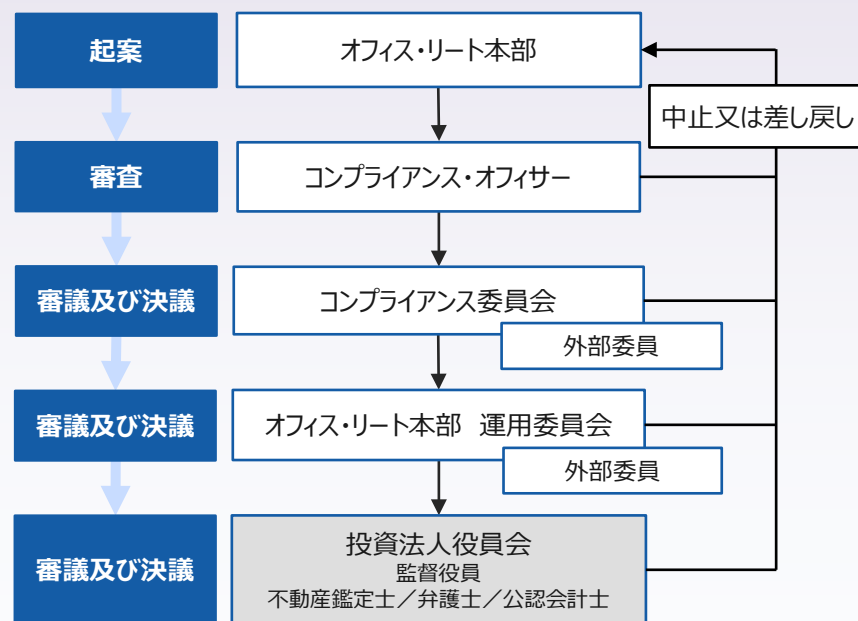 起案
オフィス・リート本部
中止又は差し戻し
審査
コンプライアンス・オフィサー
審議及び決議
コンプライアンス委員会
外部委員
審議及び決議
オフィス・リート本部　運用委員会
外部委員
審議及び決議
投資法人役員会
監督役員
不動産鑑定士／弁護士／公認会計士